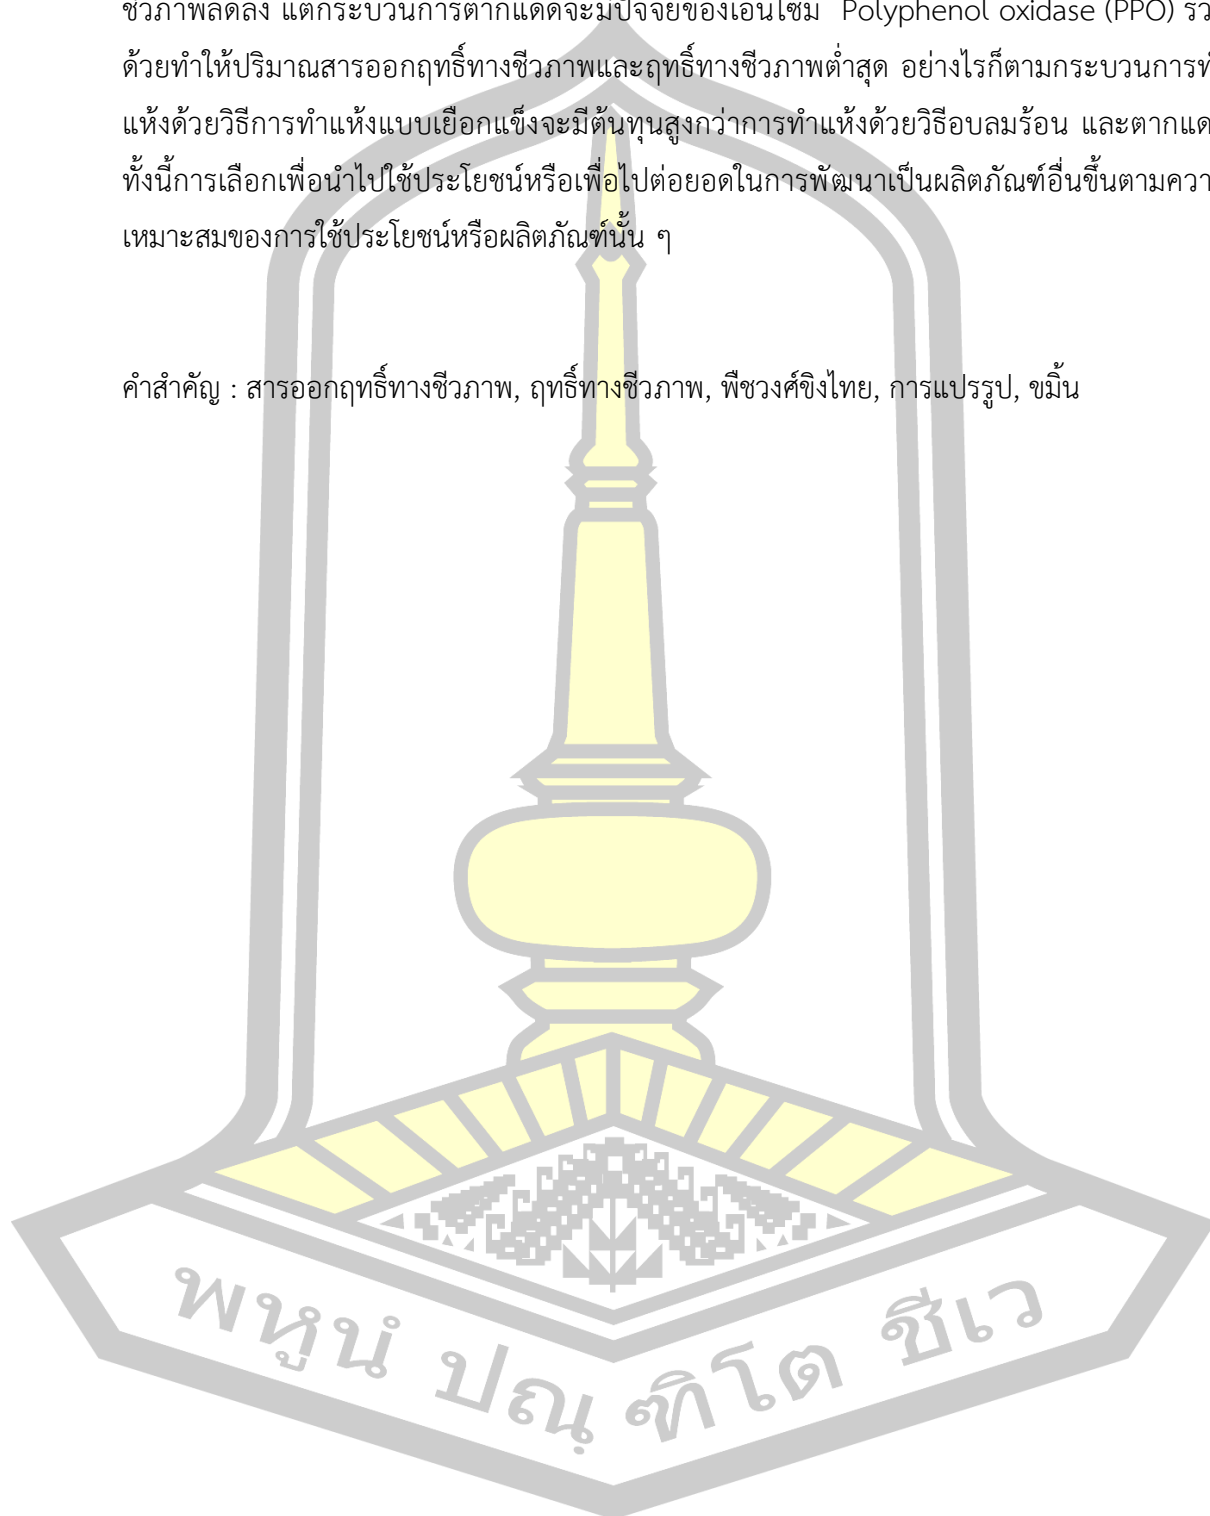 ชีวภาพลดลง แต่กระบวนการตากแดดจะมีปัจจัยของเอนไซม์ Polyphenol oxidase (PPO)
ด้วยทำให้ปริมาณสารออกฤทธิ์ทางชีวภาพและฤทธิ์ทางชีวภาพต่ำสุด อย่างไรก็ตามกระบวนการ
แห้งด้วยวิธีการทำแห้งแบบเยือกแข็งจะมีต้นทุนสูงกว่าการทำแห้งด้วยวิธีอบลมร้อน และ
ทั้งนี้การเลือกเพื่อนำไปใช้ประโยชน์หรือเพื่อไปต่อยอดในการพัฒนาเป็นผลิตภัณฑ์อื่นขึ้นตาม
เหมาะสมของการใช้ประโยชน์หรือผลิตภัณฑ์นั้น ๆ
คำสำคัญ : สารออกฤทธิ์ทางชีวภาพ, ฤทธิ์ทางชีวภาพ, พืชวงศ์ขิงไทย, การแปรรูป, ขมิ้น
พหูนํ ปณฺฑิโต ชีเว